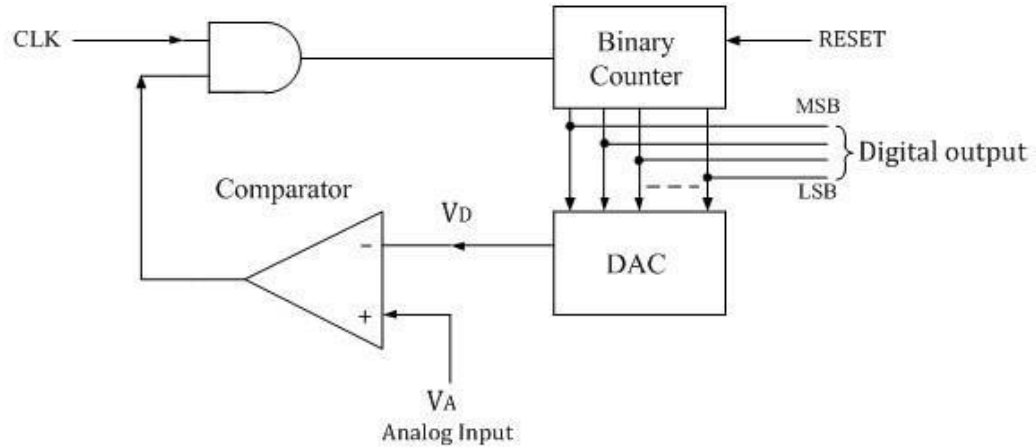 CLK
Binary
Counter
RESET
MSB
Digital output
LSB
Comparator
VD
-
+
DAC
VA
Analog Input